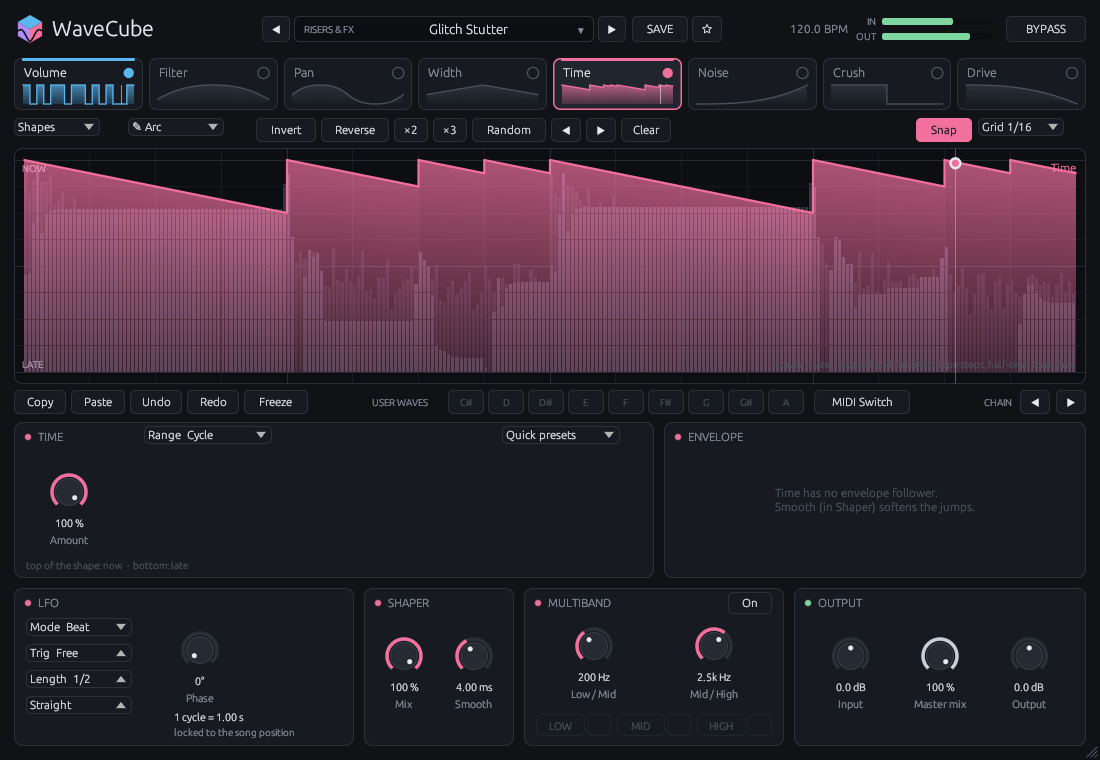 WaveCube
RISERS & FX Glitch Stutter
SAVE
120.0 BPM
IN
OUT
BYPASS
Volume Filter Pan Width Time Noise Crush Drive
Shapes ✎ Arc Invert Reverse ×2 ×3 Random Clear Snap Grid 1/16
NOW Time
LATE
Copy Paste Undo Redo Freeze USER WAVES C# D D# E F F# G G# A MIDI Switch CHAIN
TIME Range Cycle Quick presets
100 %
Amount
top of the shape: now · bottom: late
ENVELOPE
Time has no envelope follower.
Smooth (in Shaper) softens the jumps.
LFO
Mode Beat
Trig Free
Length 1/2
Straight
0°
Phase
1 cycle = 1.00 s
locked to the song position
SHAPER
100 % 4.00 ms
Mix Smooth
MULTIBAND On
200 Hz 2.5k Hz
Low / Mid Mid / High
LOW MID HIGH
OUTPUT
0.0 dB 100 % 0.0 dB
Input Master mix Output